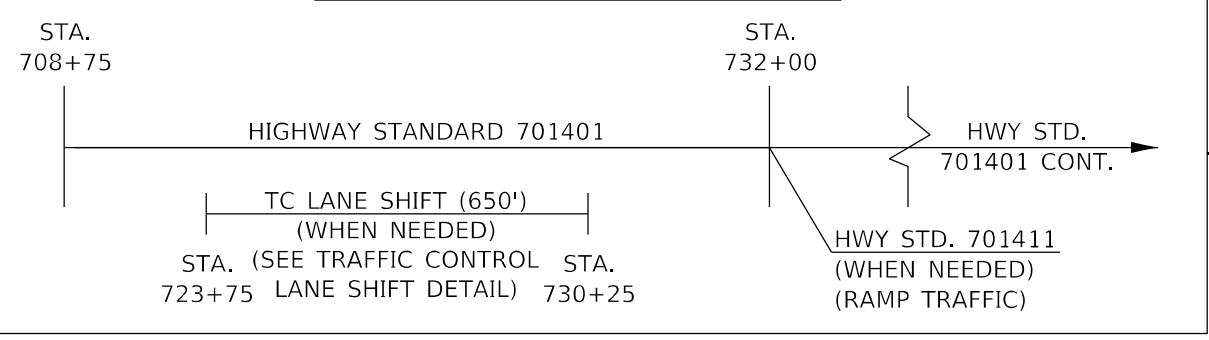 STA.
708+75
STA.
732+00
HIGHWAY STANDARD 701401
HWY STD.
701401 CONT.
TC LANE SHIFT (650')
(WHEN NEEDED)
(SEE TRAFFIC CONTROL
LANE SHIFT DETAIL)
STA.
723+75
STA.
730+25
HWY STD. 701411
(WHEN NEEDED)
(RAMP TRAFFIC)